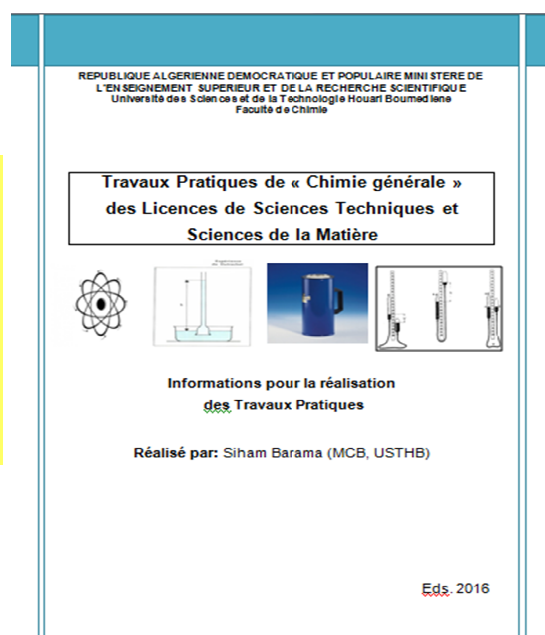 REPUBLIQUE ALGERIENNE DEMOCRATIQUE ET POPULAIRE MINISTERE DE
L'ENSEIGNEMENT SUPERIEUR ET DE LA RECHERCHE SCIENTIFIQUE
Université des Sciences et de la Technologie Houari Boumediene
Faculté de Chimie
Travaux Pratiques de « Chimie générale »
des Licences de Sciences Techniques et
Sciences de la Matière
Informations pour la réalisation
des Travaux Pratiques
Réalisé par: Siham Barama (MCB, USTHB)
Eds. 2016